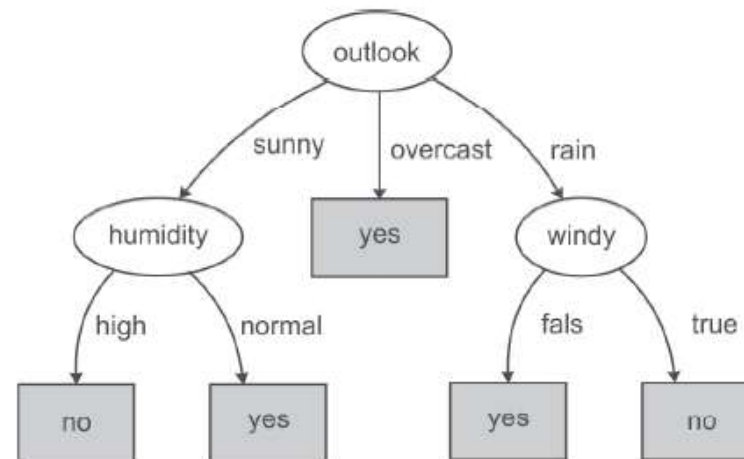 outlook
sunny overcast rain
humidity yes windy
high normal fals true
no yes yes no